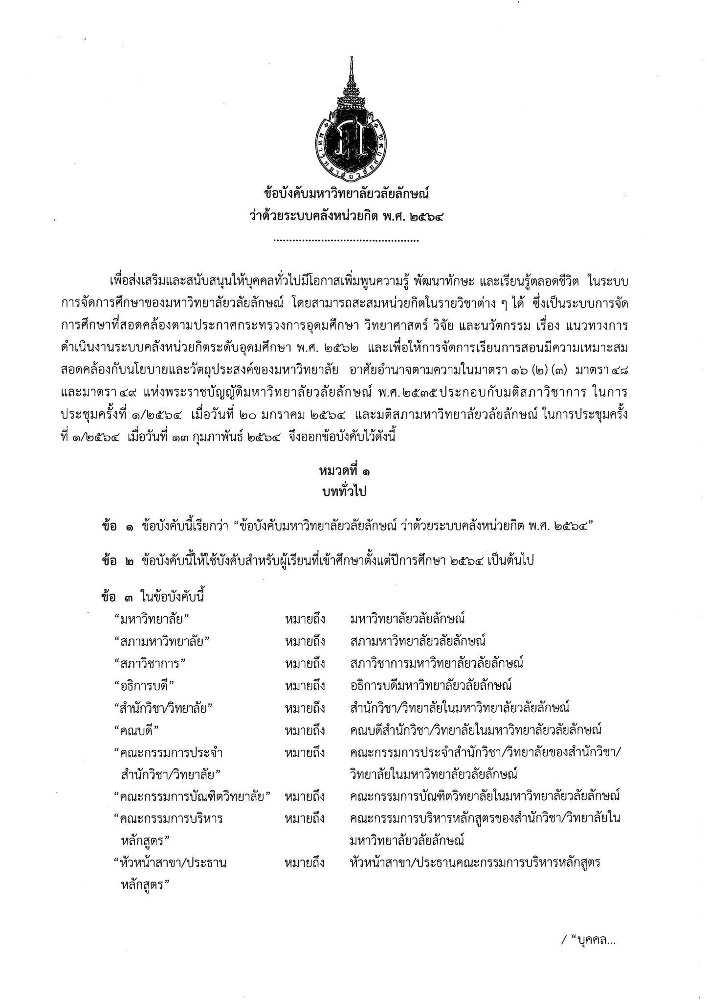 มหาวิทยาลัยวลัยลักษณ์
ข้อบังคับมหาวิทยาลัยวลัยลักษณ์
ว่าด้วยระบบคลังหน่วยกิต พ.ศ. ๒๕๖๔
...............................................
เพื่อส่งเสริมและสนับสนุนให้บุคคลทั่วไปมีโอกาสเพิ่มพูนความรู้ พัฒนาทักษะ และเรียนรู้ตลอดชีวิต ในระบบ
การจัดการศึกษาของมหาวิทยาลัยวลัยลักษณ์ โดยสามารถสะสมหน่วยกิตในรายวิชาต่าง ๆ ได้ ซึ่งเป็นระบบการจัด
การศึกษาที่สอดคล้องตามประกาศกระทรวงการอุดมศึกษา วิทยาศาสตร์ วิจัย และนวัตกรรม เรื่อง แนวทางการ
ดำเนินงานระบบคลังหน่วยกิตระดับอุดมศึกษา พ.ศ. ๒๕๖๒ และเพื่อให้การจัดการเรียนการสอนมีความเหมาะสม
สอดคล้องกับนโยบายและวัตถุประสงค์ของมหาวิทยาลัย อาศัยอำนาจตามความในมาตรา ๑๖ (๒) (๓) มาตรา ๔๘
และมาตรา ๔๙ แห่งพระราชบัญญัติมหาวิทยาลัยวลัยลักษณ์ พ.ศ. ๒๕๓๕ ประกอบกับมติสภาวิชาการ ในการ
ประชุมครั้งที่ ๑/๒๕๖๔ เมื่อวันที่ ๒๐ มกราคม ๒๕๖๔ และมติสภามหาวิทยาลัยวลัยลักษณ์ ในการประชุมครั้ง
ที่ ๑/๒๕๖๔ เมื่อวันที่ ๑๓ กุมภาพันธ์ ๒๕๖๔ จึงออกข้อบังคับไว้ดังนี้
หมวดที่ ๑
บททั่วไป
ข้อ ๑ ข้อบังคับนี้เรียกว่า “ข้อบังคับมหาวิทยาลัยวลัยลักษณ์ ว่าด้วยระบบคลังหน่วยกิต พ.ศ. ๒๕๖๔”
ข้อ ๒ ข้อบังคับนี้ให้ใช้บังคับสำหรับผู้เรียนที่เข้าศึกษาตั้งแต่ปีการศึกษา ๒๕๖๔ เป็นต้นไป
ข้อ ๓ ในข้อบังคับนี้
“มหาวิทยาลัย” หมายถึง มหาวิทยาลัยวลัยลักษณ์
“สภามหาวิทยาลัย” หมายถึง สภามหาวิทยาลัยวลัยลักษณ์
“สภาวิชาการ” หมายถึง สภาวิชาการมหาวิทยาลัยวลัยลักษณ์
“อธิการบดี” หมายถึง อธิการบดีมหาวิทยาลัยวลัยลักษณ์
“สำนักวิชา/วิทยาลัย” หมายถึง สำนักวิชา/วิทยาลัยในมหาวิทยาลัยวลัยลักษณ์
“คณบดี” หมายถึง คณบดีสำนักวิชา/วิทยาลัยในมหาวิทยาลัยวลัยลักษณ์
“คณะกรรมการประจำ หมายถึง คณะกรรมการประจำสำนักวิชา/วิทยาลัยของสำนักวิชา/
สำนักวิชา/วิทยาลัย” วิทยาลัยในมหาวิทยาลัยวลัยลักษณ์
“คณะกรรมการบัณฑิตวิทยาลัย” หมายถึง คณะกรรมการบัณฑิตวิทยาลัยในมหาวิทยาลัยวลัยลักษณ์
“คณะกรรมการบริหาร หมายถึง คณะกรรมการบริหารหลักสูตรของสำนักวิชา/วิทยาลัยใน
หลักสูตร” มหาวิทยาลัยวลัยลักษณ์
“หัวหน้าสาขา/ประธาน หมายถึง หัวหน้าสาขา/ประธานคณะกรรมการบริหารหลักสูตร
หลักสูตร”
/ “บุคคล...